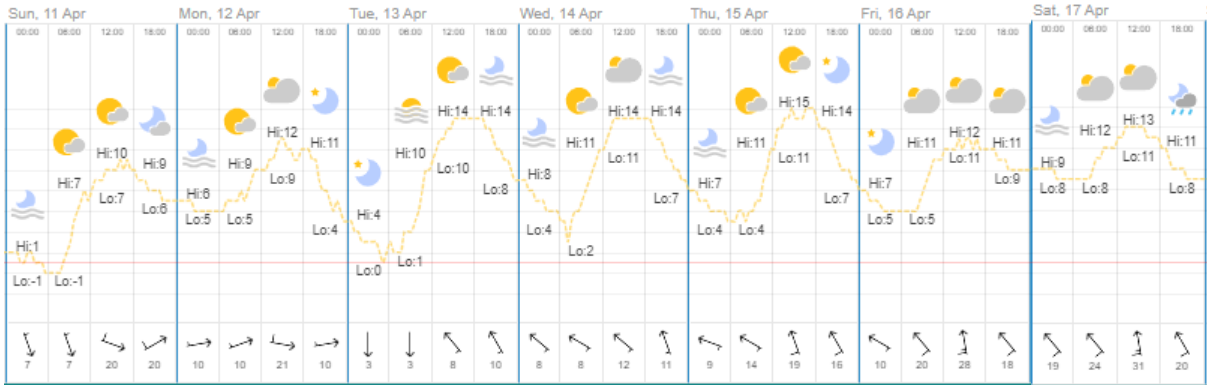 Sun, 11 Apr Mon, 12 Apr Tue, 13 Apr Wed, 14 Apr Thu, 15 Apr Fri, 16 Apr Sat, 17 Apr
00:00 06:00 12:00 18:00 00:00 06:00 12:00 18:00 00:00 06:00 12:00 18:00 00:00 06:00 12:00 18:00 00:00 06:00 12:00 18:00 00:00 06:00 12:00 18:00 00:00 06:00 12:00 18:00
Hi:1 Hi:7 Hi:10 Hi:9 Hi:6 Hi:9 Hi:12 Hi:11 Hi:4 Hi:10 Hi:14 Hi:14 Hi:8 Hi:11 Hi:14 Hi:14 Hi:7 Hi:11 Hi:15 Hi:14 Hi:7 Hi:11 Hi:12 Hi:11 Hi:9 Hi:12 Hi:13 Hi:11
Lo:-1 Lo:-1 Lo:7 Lo:6 Lo:5 Lo:5 Lo:9 Lo:4 Lo:0 Lo:1 Lo:10 Lo:8 Lo:4 Lo:2 Lo:11 Lo:7 Lo:4 Lo:4 Lo:11 Lo:7 Lo:5 Lo:5 Lo:11 Lo:9 Lo:8 Lo:8 Lo:11 Lo:8
7 7 20 20 10 10 21 10 3 3 8 10 8 8 12 11 9 14 19 16 10 20 28 18 19 24 31 20